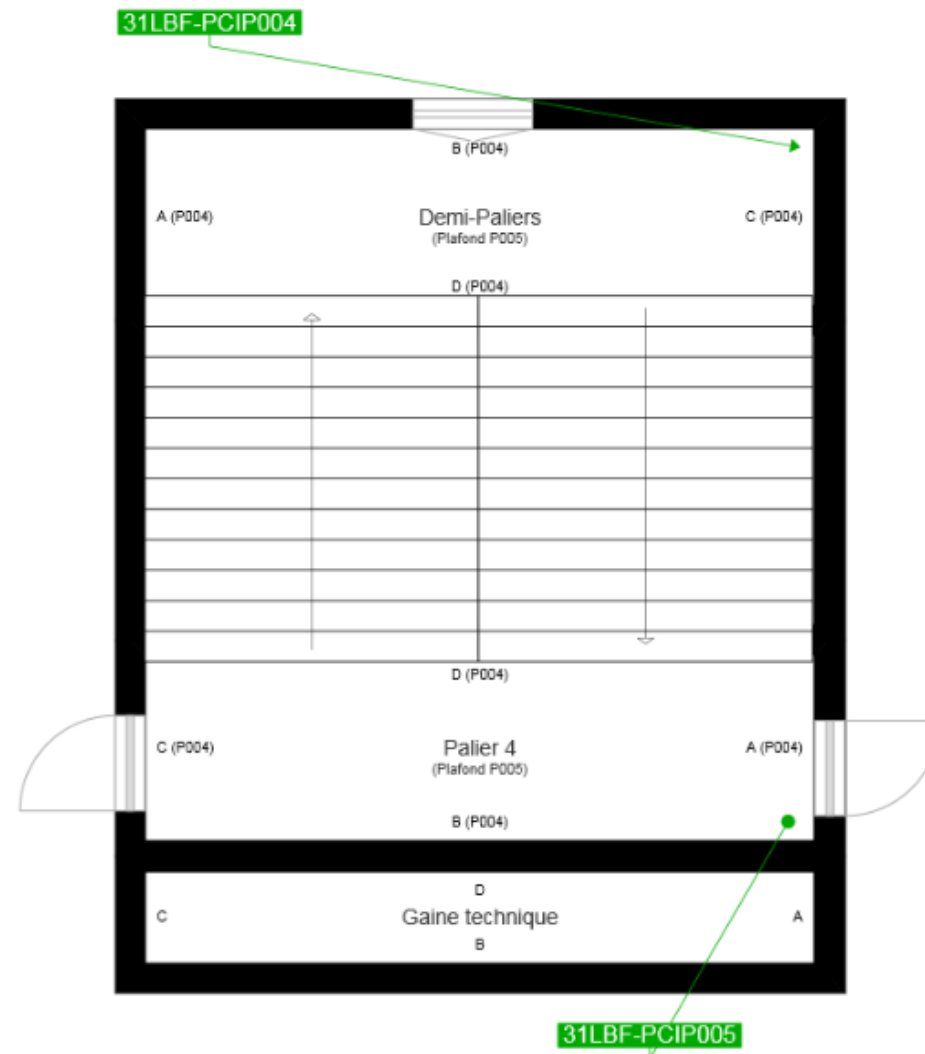 31LBF-PCIP004
B (P004)
A (P004)
Demi-Paliers
C (P004)
(Plafond P005)
D (P004)
D (P004)
C (P004)
Palier 4
A (P004)
(Plafond P005)
B (P004)
D
C
Gaine technique
A
B
31LBF-PCIP005